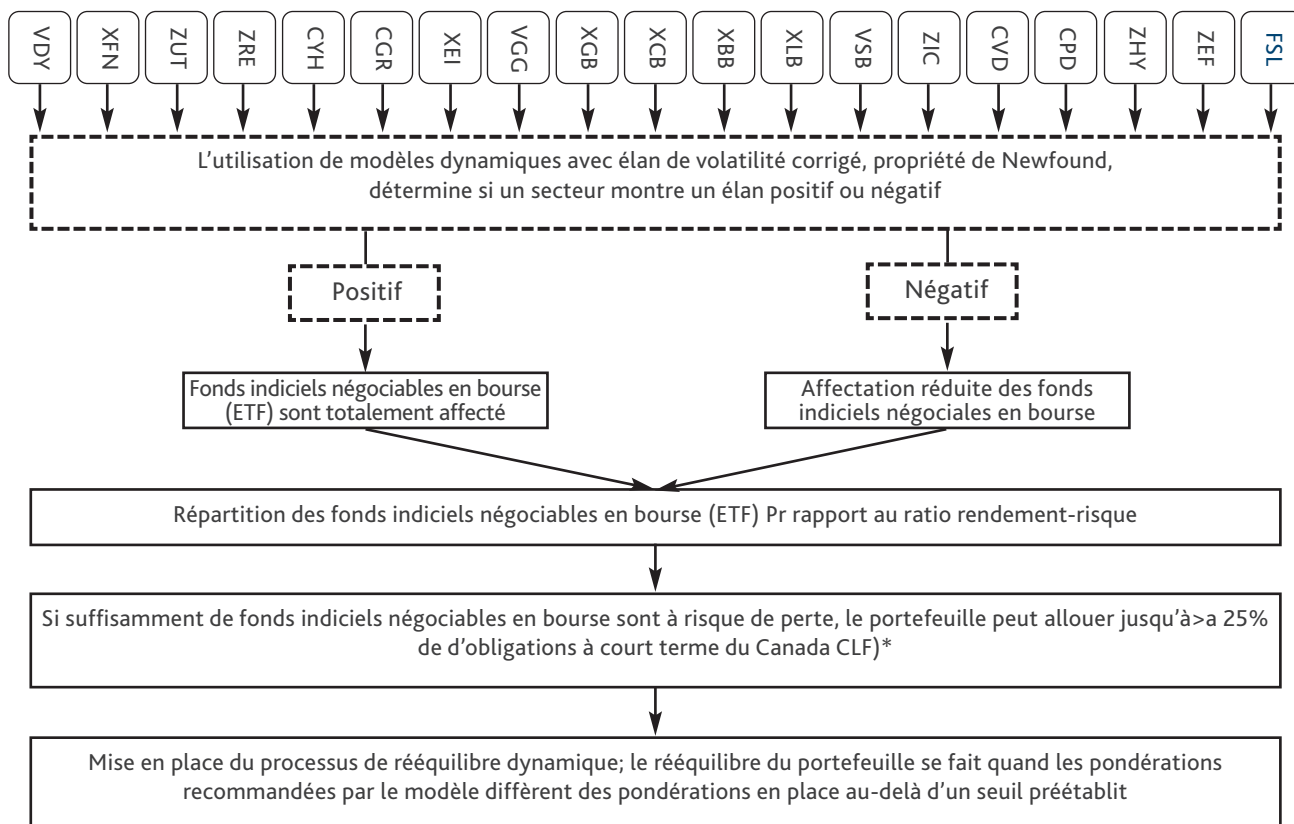 VDY
XFN
ZUT
ZRE
CYH
CGR
XEI
VGG
XGB
XCB
XBB
XLB
VSB
ZIC
CVD
CPD
ZHY
ZEF
FSL
L'utilisation de modèles dynamiques avec élan de volatilité corrigé, propriété de Newfound,
détermine si un secteur montre un élan positif ou négatif
Positif
Négatif
Fonds indiciels négociables en bourse
(ETF) sont totalement affecté
Affectation réduite des fonds
indiciels négociales en bourse
Répartition des fonds indiciels négociables en bourse (ETF) Pr rapport au ratio rendement-risque
Si suffisamment de fonds indiciels négociables en bourse sont à risque de perte, le portefeuille peut allouer jusqu'à>a 25%
de d'obligations à court terme du Canada CLF)*
Mise en place du processus de rééquilibre dynamique; le rééquilibre du portefeuille se fait quand les pondérations
recommandées par le modèle diffèrent des pondérations en place au-delà d'un seuil préétablit